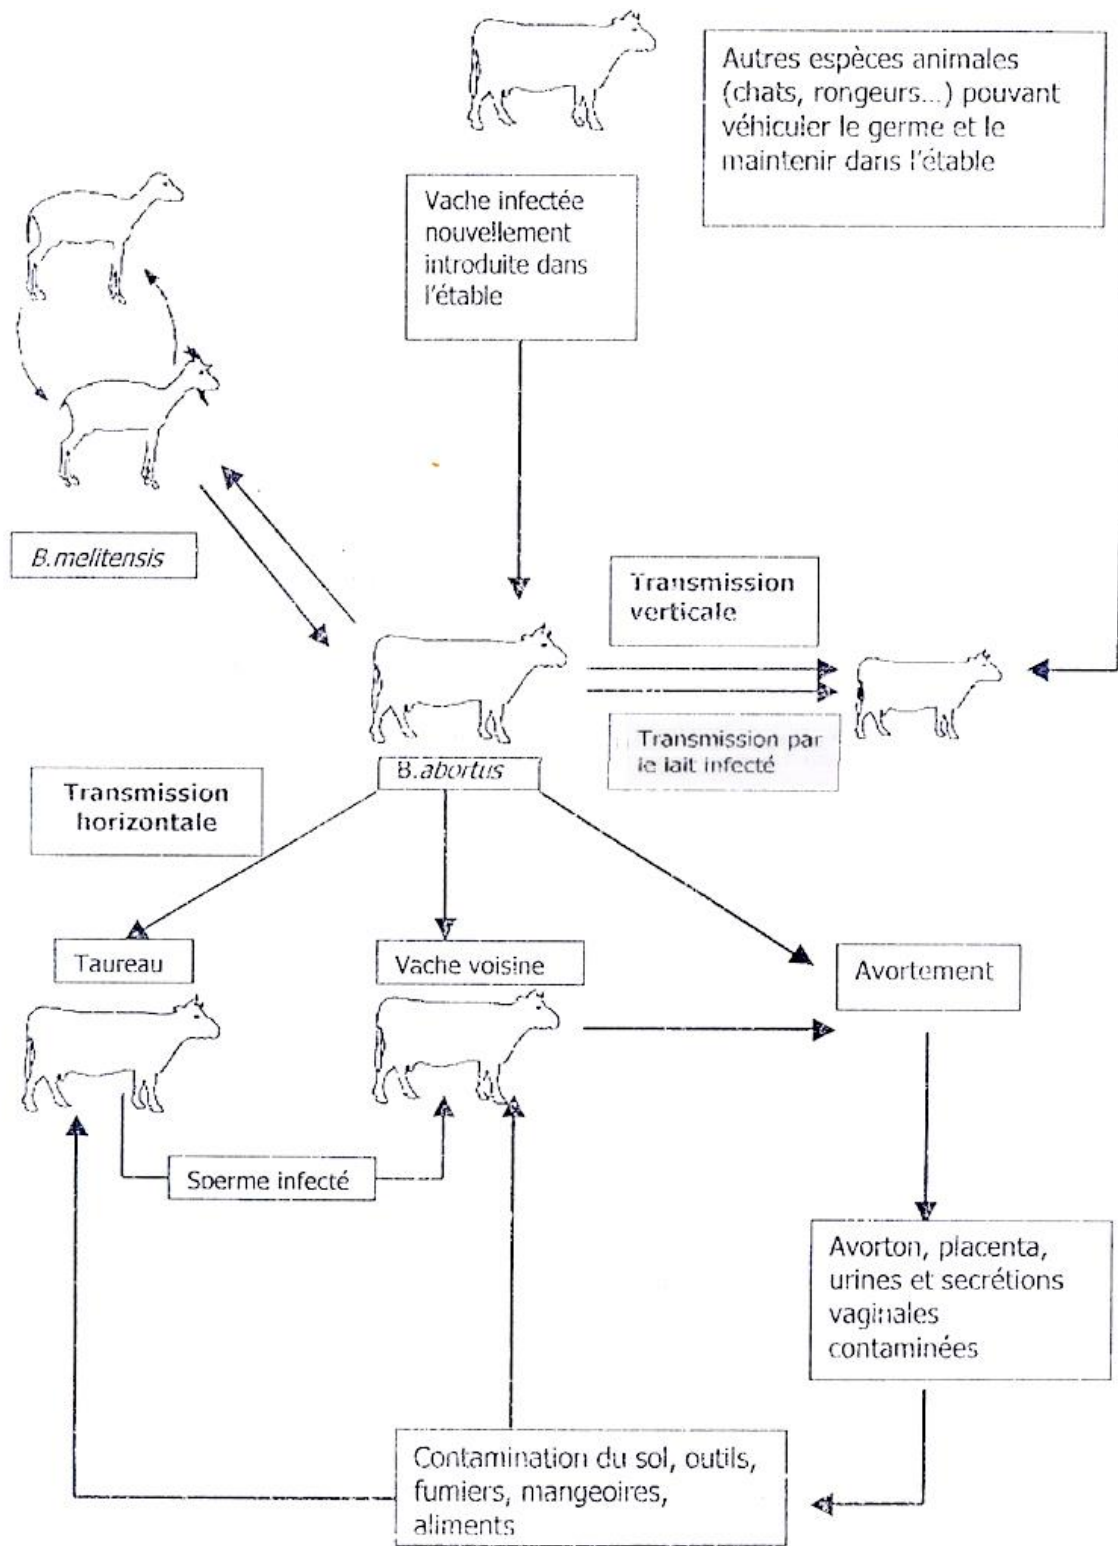 Autres espèces animales
(chats, rongeurs...) pouvant
véhiculer le germe et le
maintenir dans l'étable
Vache infectée
nouvellement
introduite dans
l'étable
B.melitensis
Transmission
verticale
Transmission par
le lait infecté
B.abortus
Transmission
horizontale
Taureau
Vache voisine
Avortement
Sperme infecté
Avorton, placenta,
urines et secrétions
vaginales
contaminées
Contamination du sol, outils,
fumiers, mangeoires,
aliments